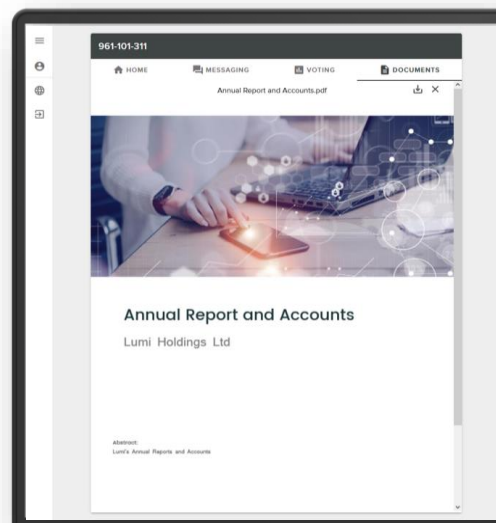 961-101-311
HOME MESSAGING VOTING DOCUMENTS
Annual Report and Accounts.pdf
Annual Report and Accounts
Lumi Holdings Ltd
Abstract:
Lumi's Annual Reports and Accounts